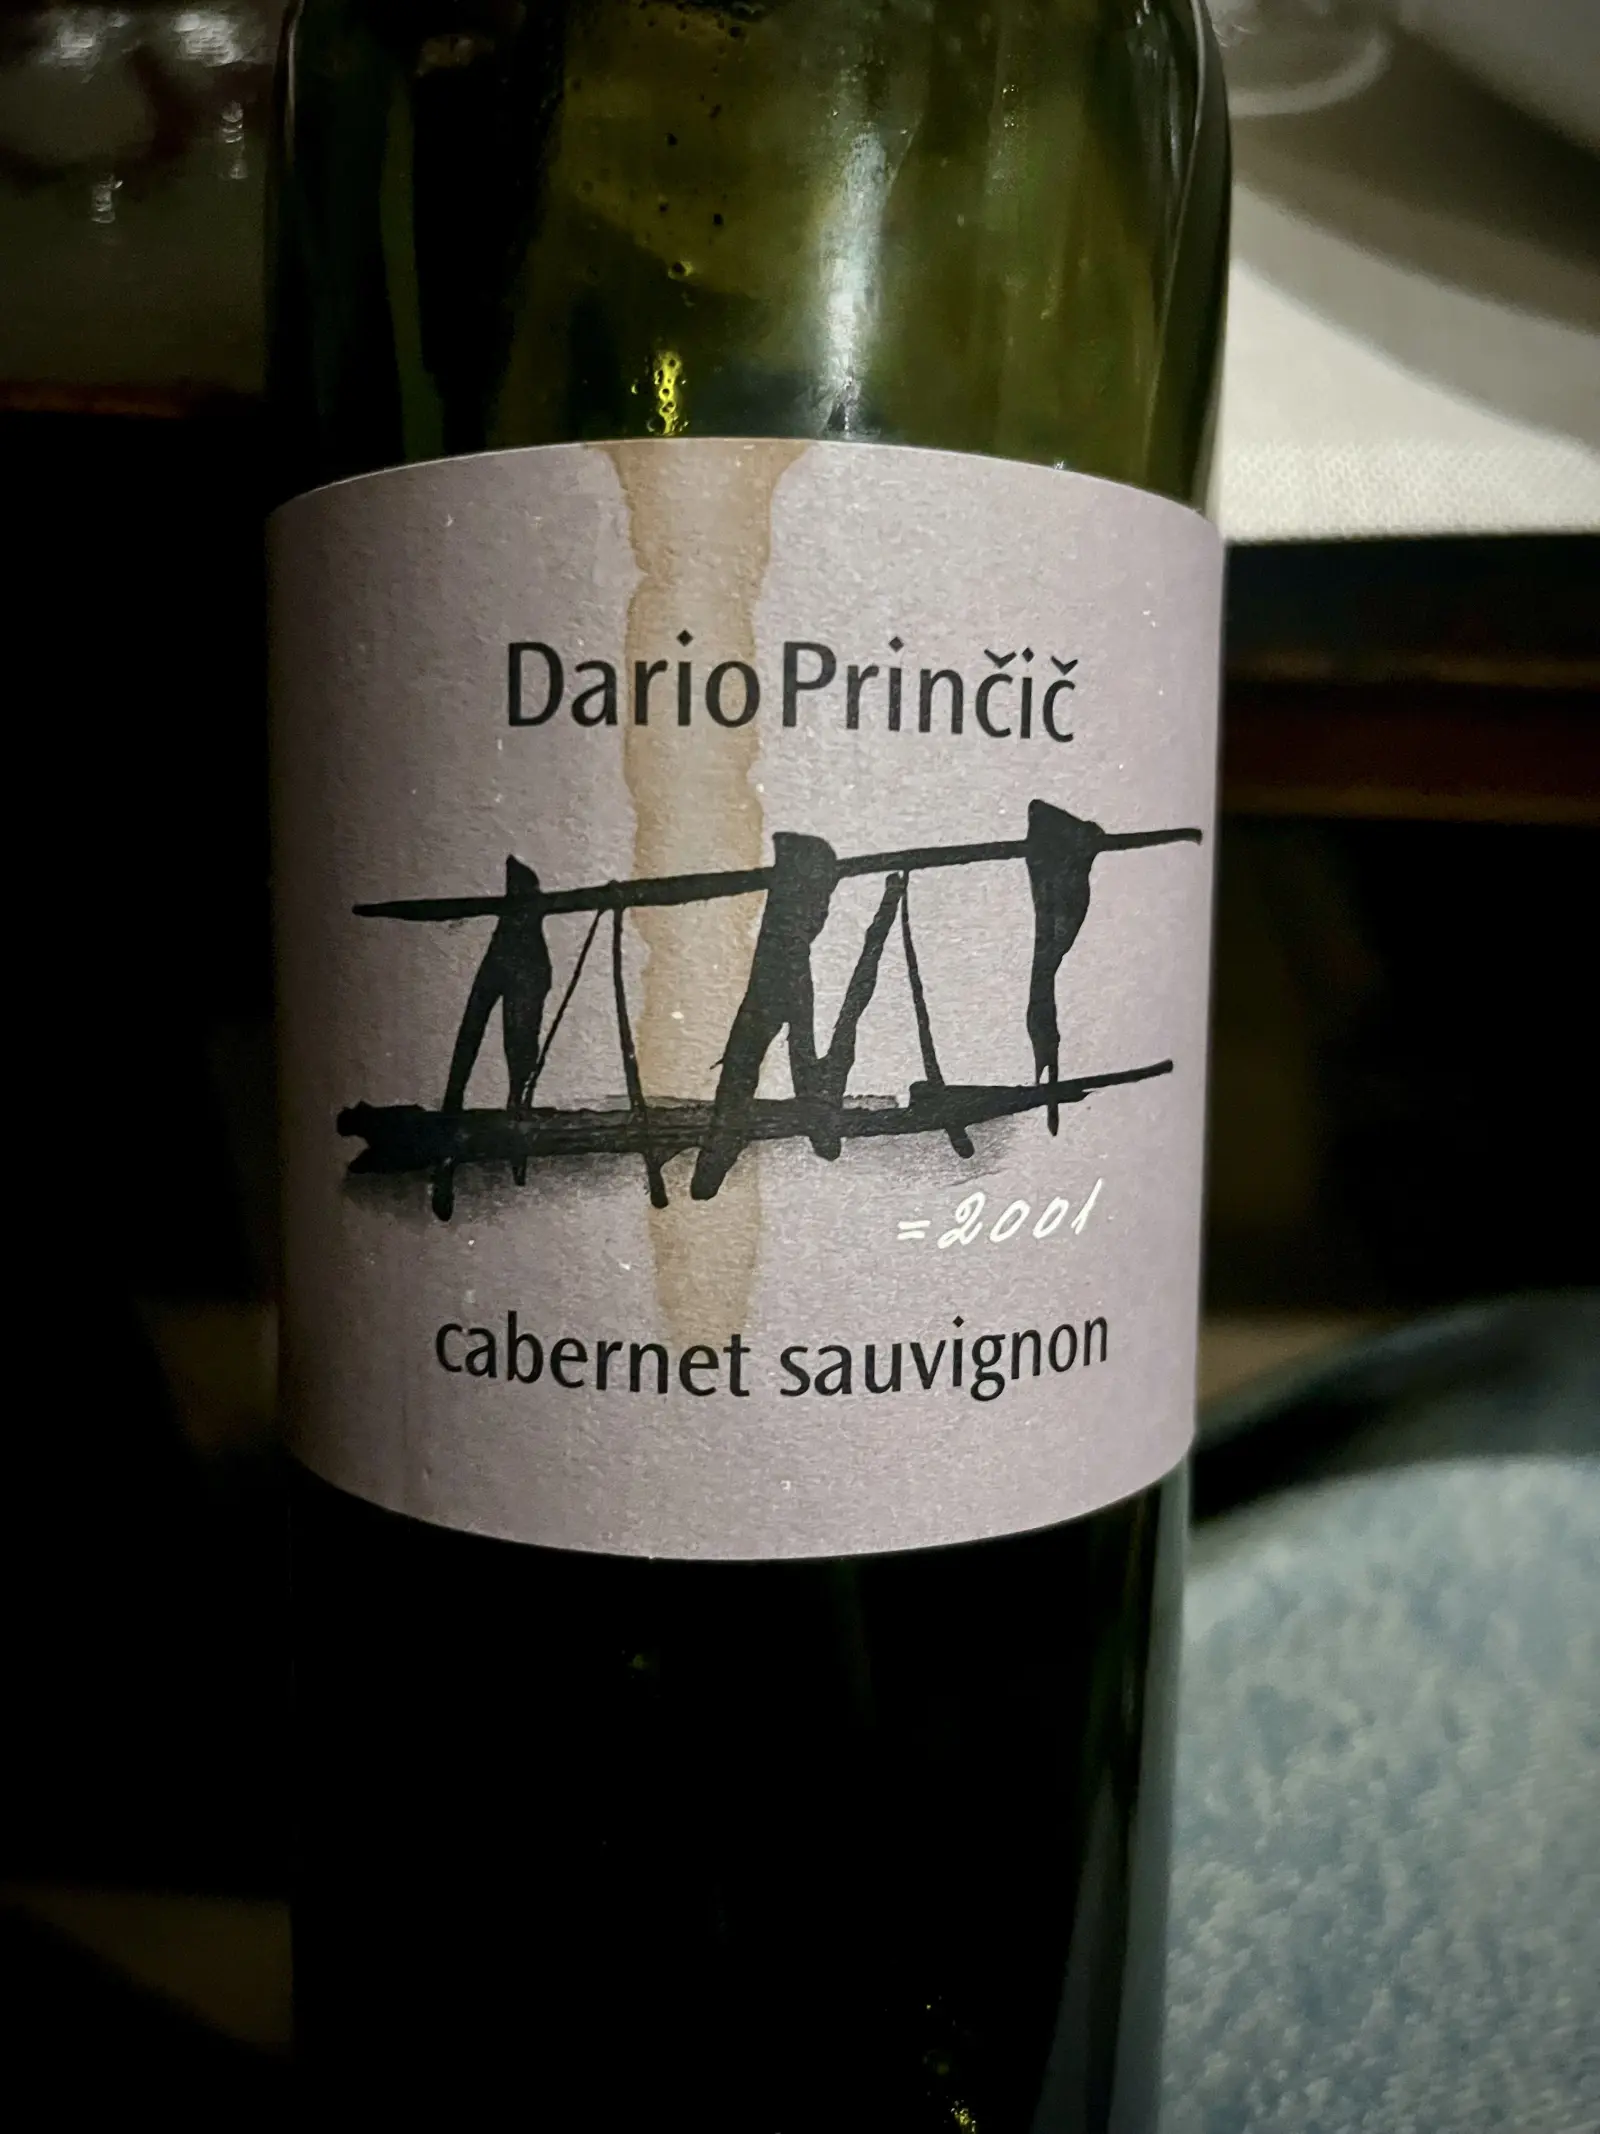 Dario Prinčič
=2001
cabernet sauvignon